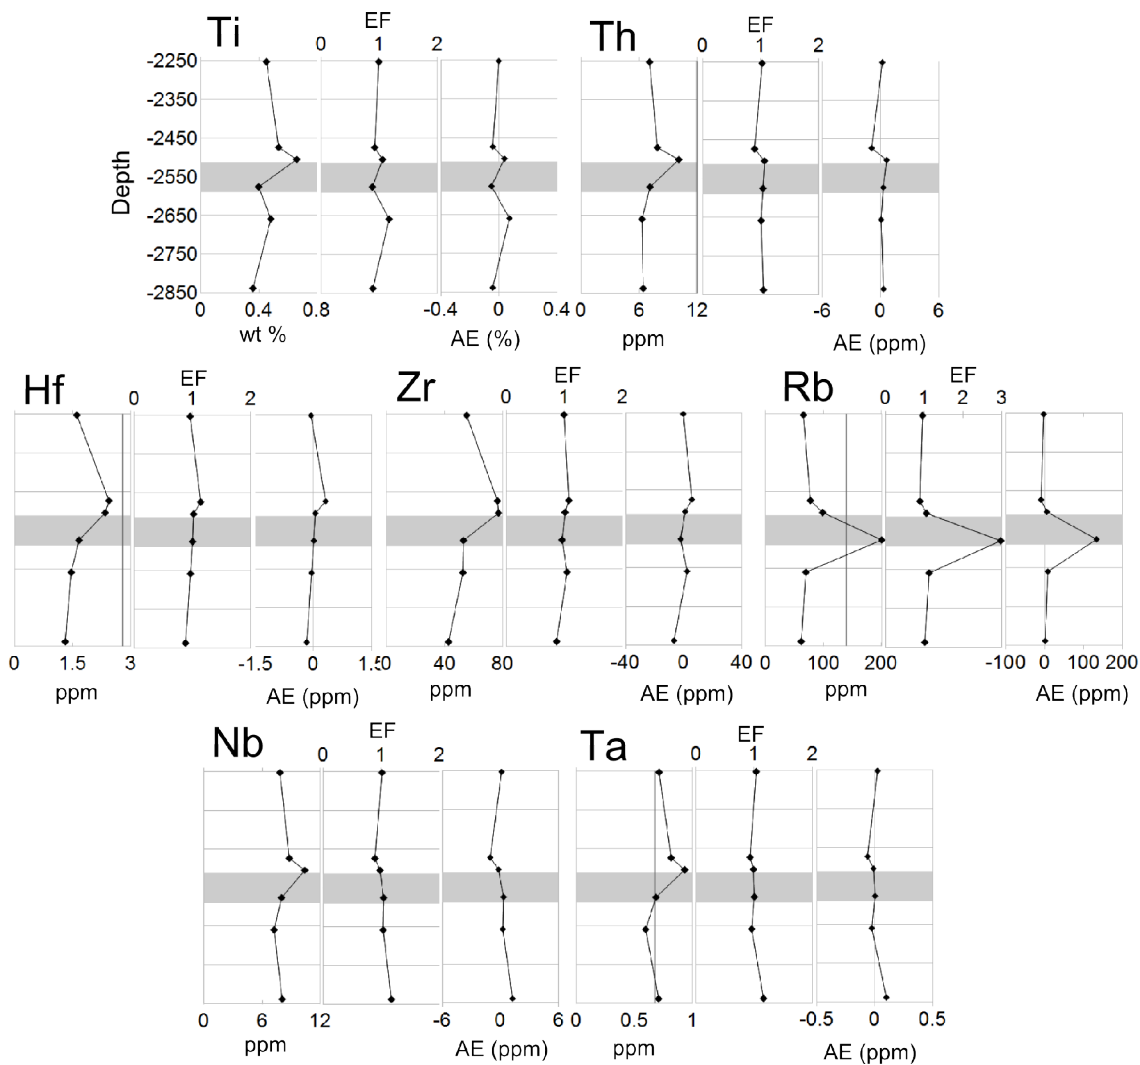 Ti EF Th EF
0 1 2 0 1 2
Depth
-2250
-2350
-2450
-2550
-2650
-2750
-2850
0 0.4 0.8 -0.4 0 0.4 0 6 12 -6 0 6
wt % AE (%) ppm AE (ppm)
Hf EF Zr EF Rb EF
0 1 2 0 1 2 0 1 2 3
0 1.5 3 -1.5 0 1.5 0 40 80 -40 0 40 0 100 200 -100 0 100 200
ppm AE (ppm) ppm AE (ppm) ppm AE (ppm)
Nb EF Ta EF
0 1 2 0 1 2
0 6 12 -6 0 6 0 0.5 1 -0.5 0 0.5
ppm AE (ppm) ppm AE (ppm)